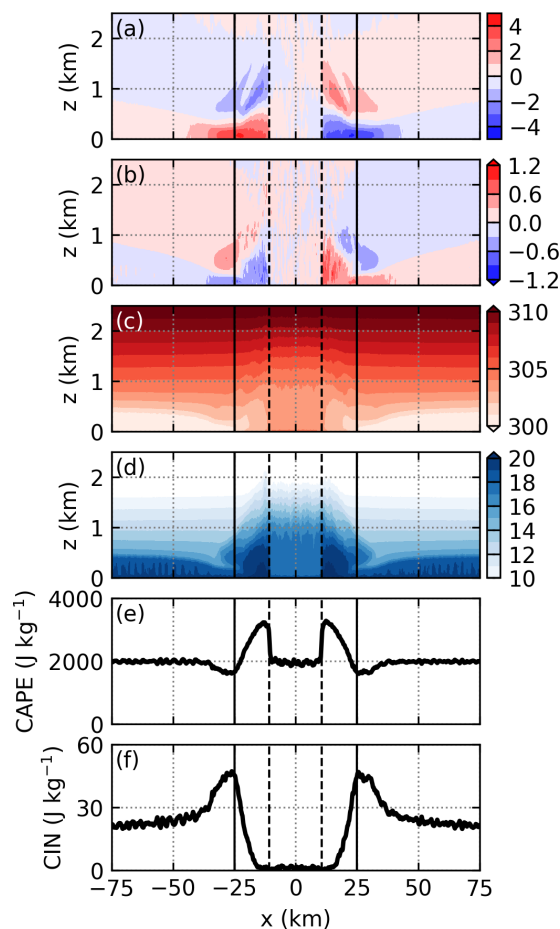 (a)
z (km)
2
1
0
4
2
0
−2
−4
(b)
z (km)
2
1
0
1.2
0.6
0.0
−0.6
−1.2
(c)
z (km)
2
1
0
310
305
300
(d)
z (km)
2
1
0
20
18
16
14
12
10
(e)
CAPE (J kg−1)
4000
2000
0
(f)
CIN (J kg−1)
60
30
0
−75 −50 −25 0 25 50 75
x (km)